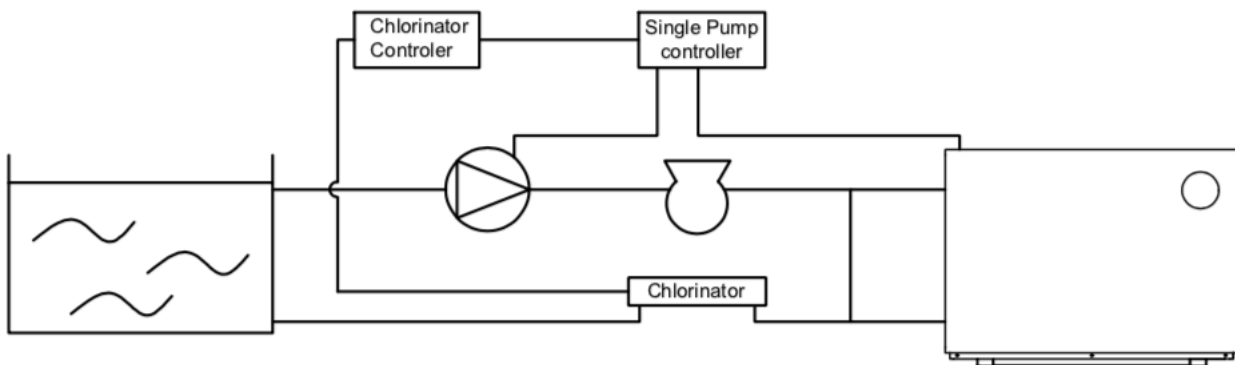 Chlorinator
Controler
Single Pump
controller
Chlorinator